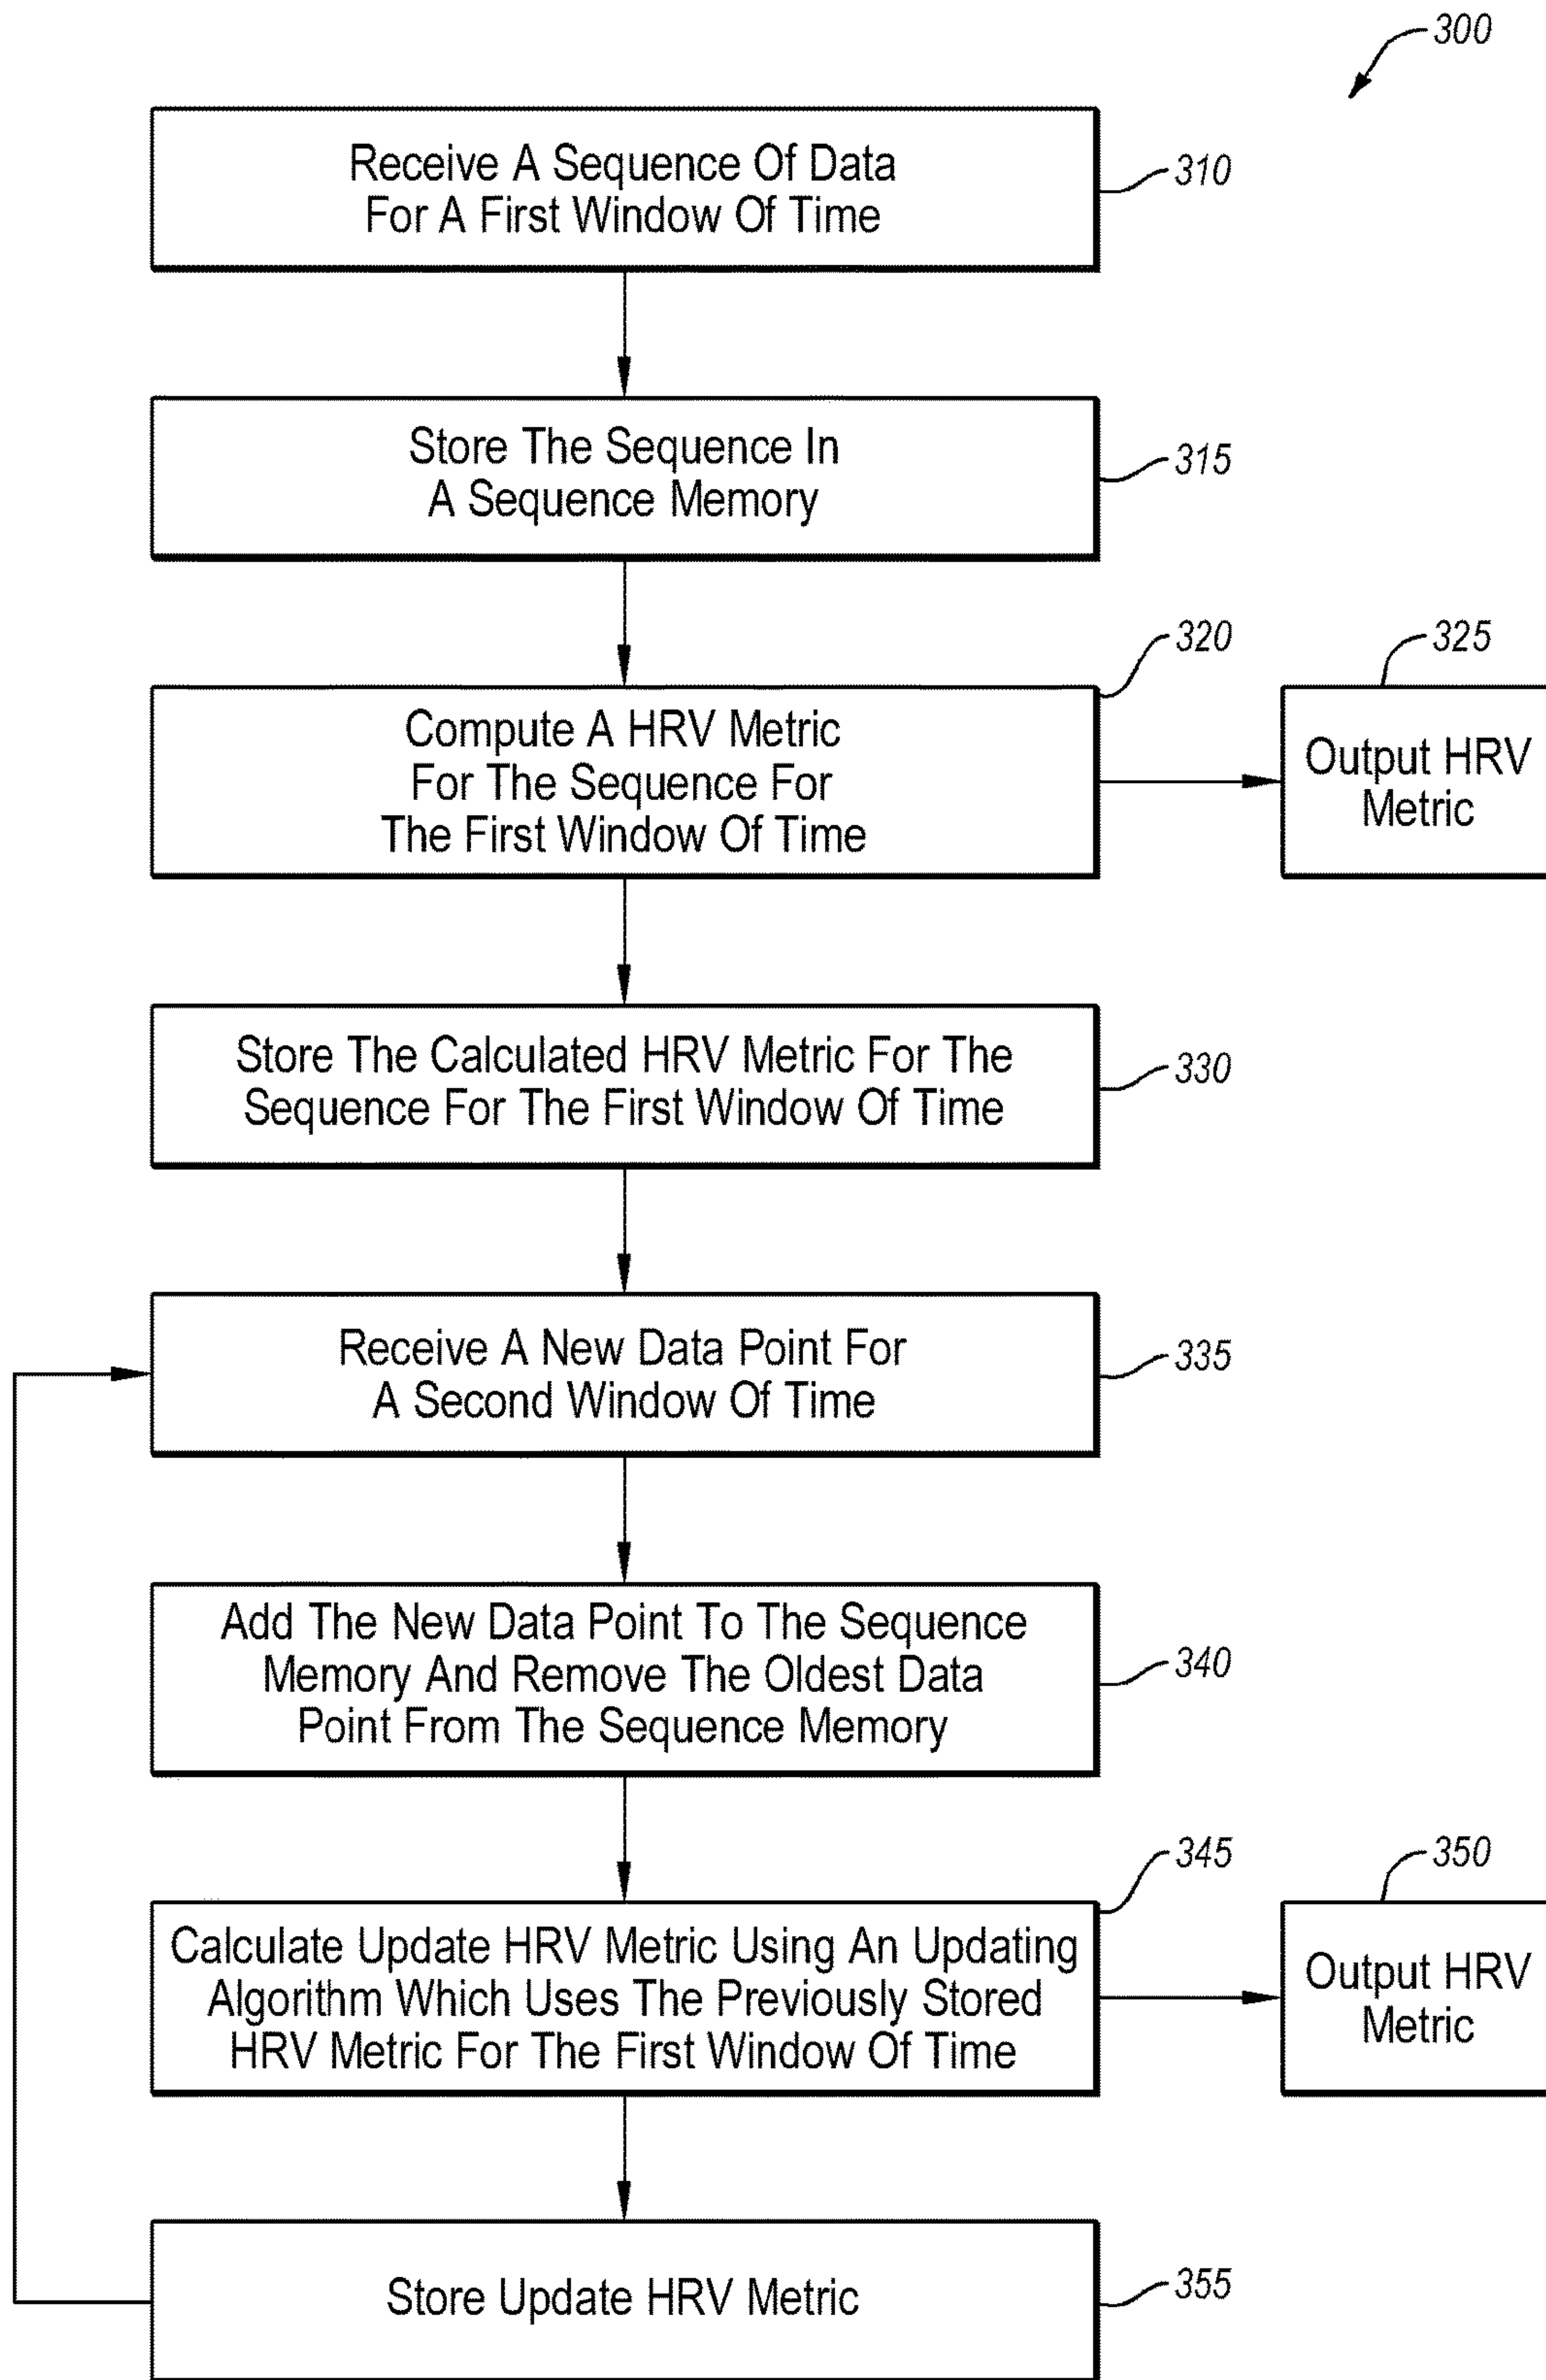 300
Receive A Sequence Of Data
For A First Window Of Time
310
Store The Sequence In
A Sequence Memory
315
320
325
Compute A HRV Metric
For The Sequence For
The First Window Of Time
Output HRV
Metric
Store The Calculated HRV Metric For The
Sequence For The First Window Of Time
330
Receive A New Data Point For
A Second Window Of Time
335
Add The New Data Point To The Sequence
Memory And Remove The Oldest Data
Point From The Sequence Memory
340
345
350
Calculate Update HRV Metric Using An Updating
Algorithm Which Uses The Previously Stored
HRV Metric For The First Window Of Time
Output HRV
Metric
Store Update HRV Metric
355